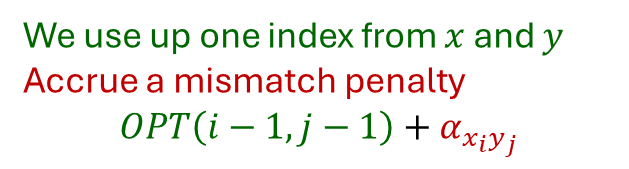 We use up one index from x and y
Accrue a mismatch penalty
OPT(i − 1, j − 1) + α_{x_i y_j}